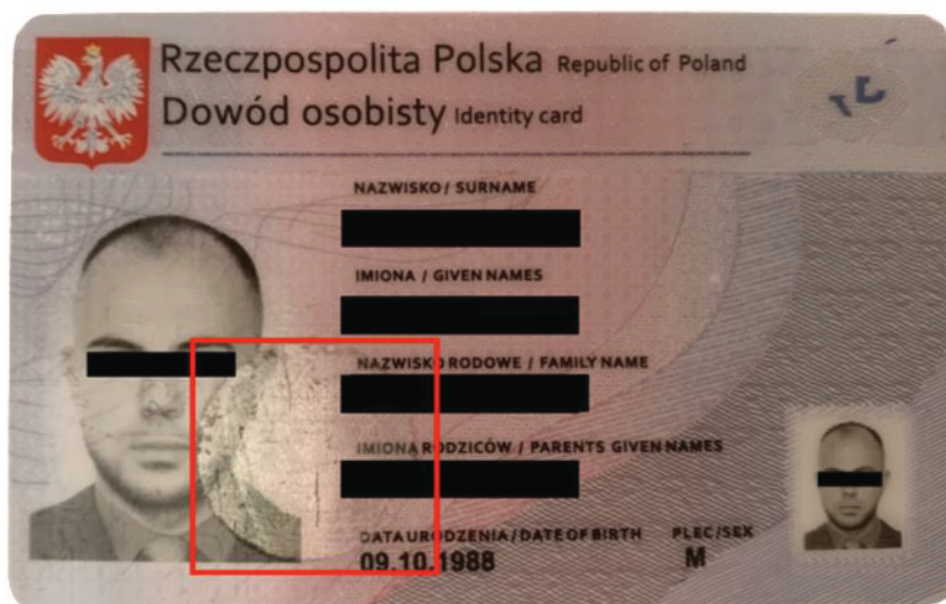 Rzeczpospolita Polska Republic of Poland
Dowód osobisty Identity card
NAZWISKO / SURNAME
IMIONA / GIVEN NAMES
NAZWISKO RODOWE / FAMILY NAME
IMIONA RODZICÓW / PARENTS GIVEN NAMES
DATA URODZENIA / DATE OF BIRTH PŁEC/SEX
09.10.1988 M